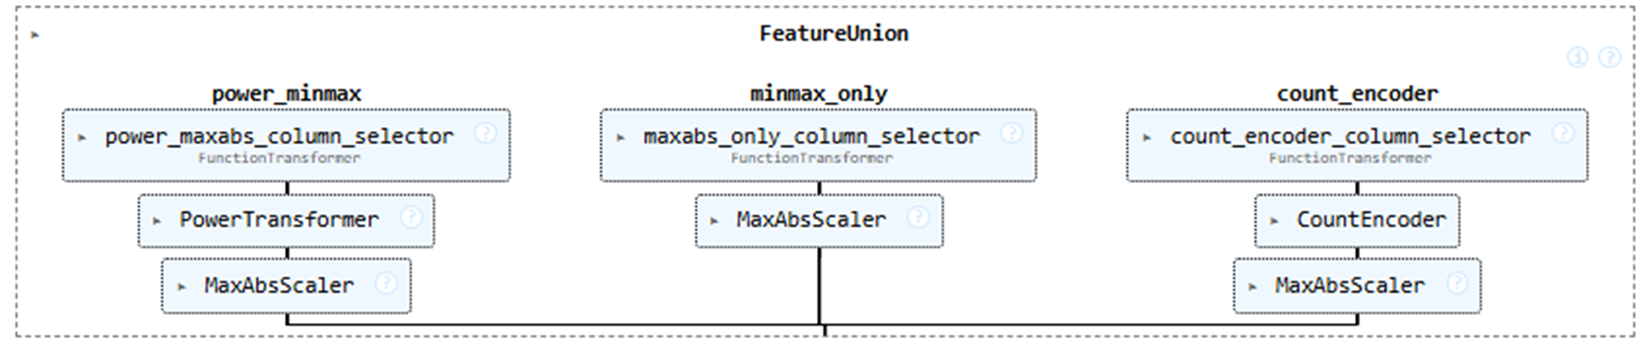 FeatureUnion
power_minmax
power_maxabs_column_selector
FunctionTransformer
PowerTransformer
MaxAbsScaler
minmax_only
maxabs_only_column_selector
FunctionTransformer
MaxAbsScaler
count_encoder
count_encoder_column_selector
FunctionTransformer
CountEncoder
MaxAbsScaler